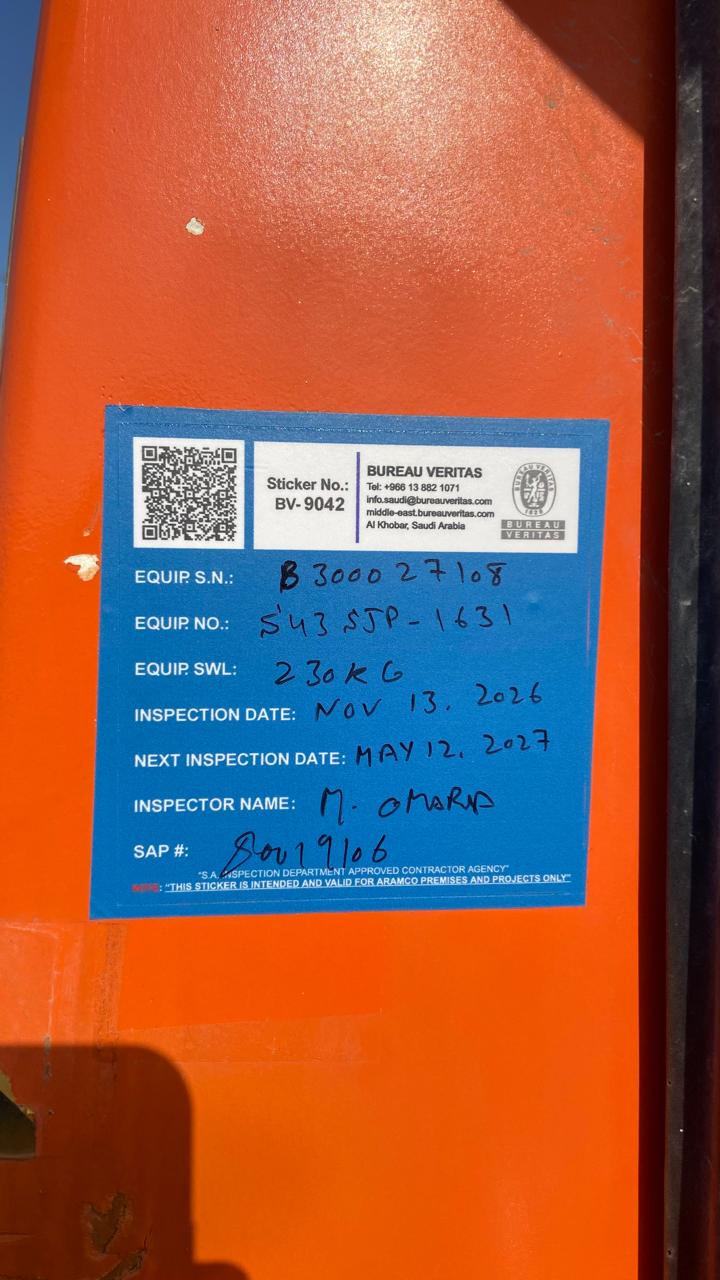 Sticker No.:
BV- 9042
BUREAU VERITAS
Tel: +966 13 882 1071
info.saudi@bureauveritas.com
middle-east.bureauveritas.com
Al Khobar, Saudi Arabia
BUREAU VERITAS
1828
BUREAU
VERITAS
EQUIP. S.N.: B300027108
EQUIP. NO.: S43 SJP-1631
EQUIP. SWL: 230KG
INSPECTION DATE: NOV 13. 2026
NEXT INSPECTION DATE: MAY 12. 2027
INSPECTOR NAME: M.
SAP #: 80019106
"S.A. INSPECTION DEPARTMENT APPROVED CONTRACTOR AGENCY"
NOTE: "THIS STICKER IS INTENDED AND VALID FOR ARAMCO PREMISES AND PROJECTS ONLY"